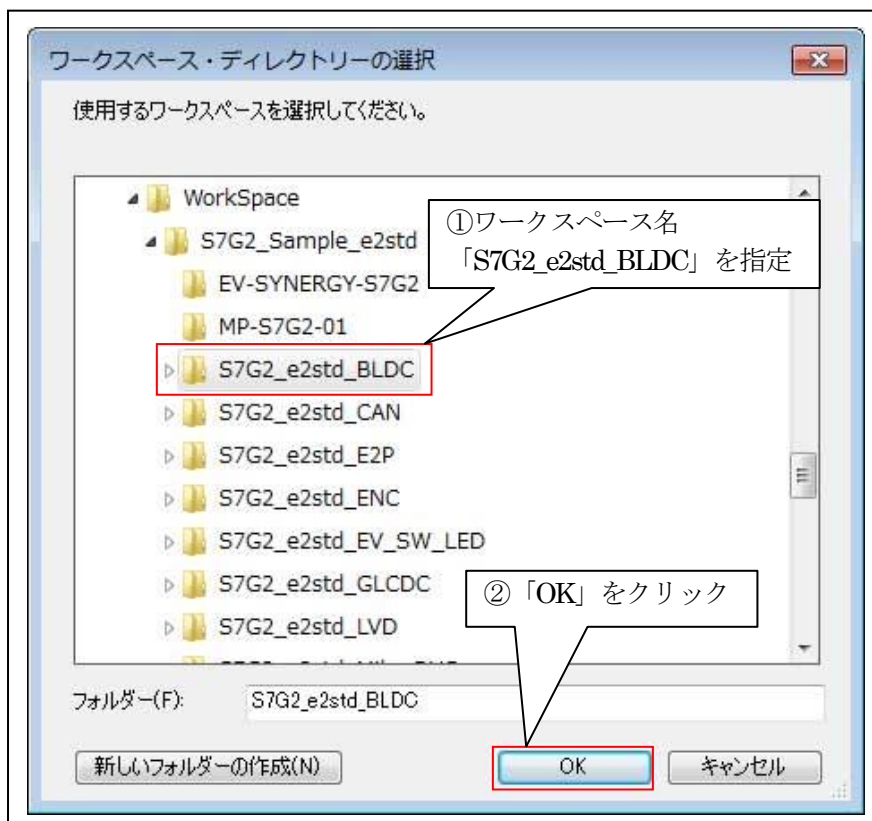 ワークスペース・ディレクトリーの選択
使用するワークスペースを選択してください。
WorkSpace
S7G2_Sample_e2std
EV-SYNERGY-S7G2
MP-S7G2-01
S7G2_e2std_BLDC
S7G2_e2std_CAN
S7G2_e2std_E2P
S7G2_e2std_ENC
S7G2_e2std_EV_SW_LED
S7G2_e2std_GLCDC
S7G2_e2std_LVD
①ワークスペース名
「S7G2_e2std_BLDC」を指定
②「OK」をクリック
フォルダー(F): S7G2_e2std_BLDC
新しいフォルダーの作成(N) OK キャンセル